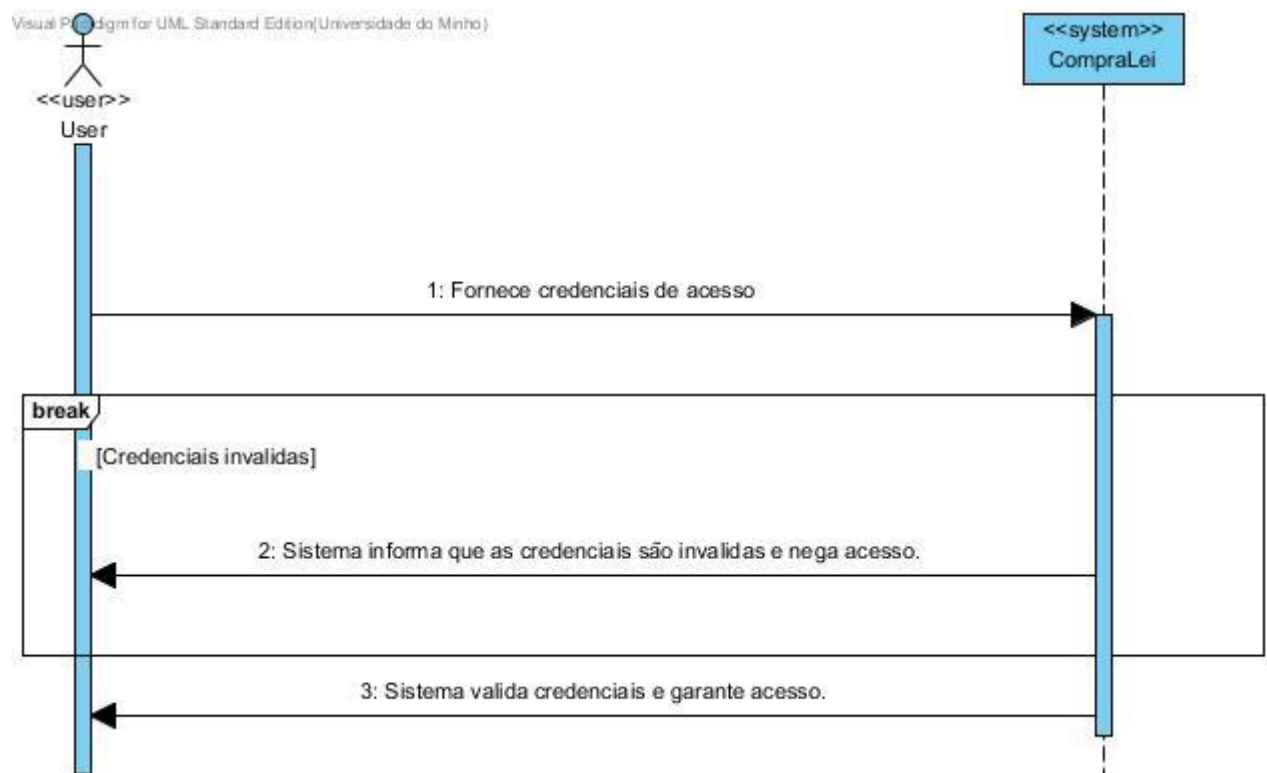 Visual Paradigm for UML Standard Edition(Universidade do Minho)
<<system>>
CompraLei
<<user>>
User
1: Fornece credenciais de acesso
break
[Credenciais invalidas]
2: Sistema informa que as credenciais são invalidas e nega acesso.
3: Sistema valida credenciais e garante acesso.